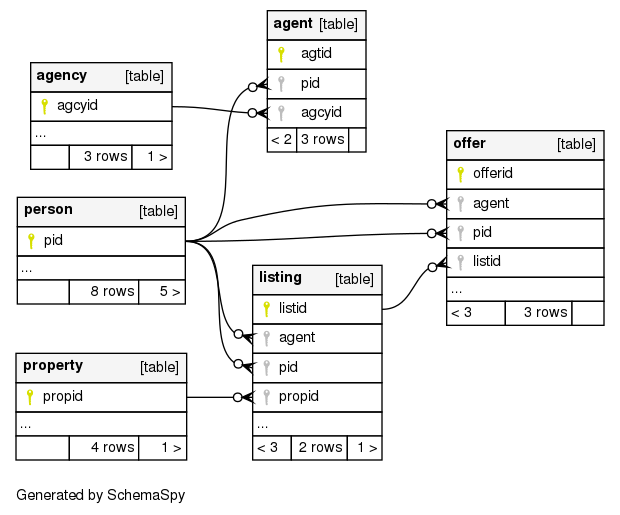 agent [table]
agtid
pid
agcyid
< 2 3 rows
agency [table]
agcyid
...
3 rows 1 >
offer [table]
offerid
agent
pid
listid
...
< 3 3 rows
person [table]
pid
...
8 rows 5 >
listing [table]
listid
agent
pid
propid
...
< 3 2 rows 1 >
property [table]
propid
...
4 rows 1 >
Generated by SchemaSpy